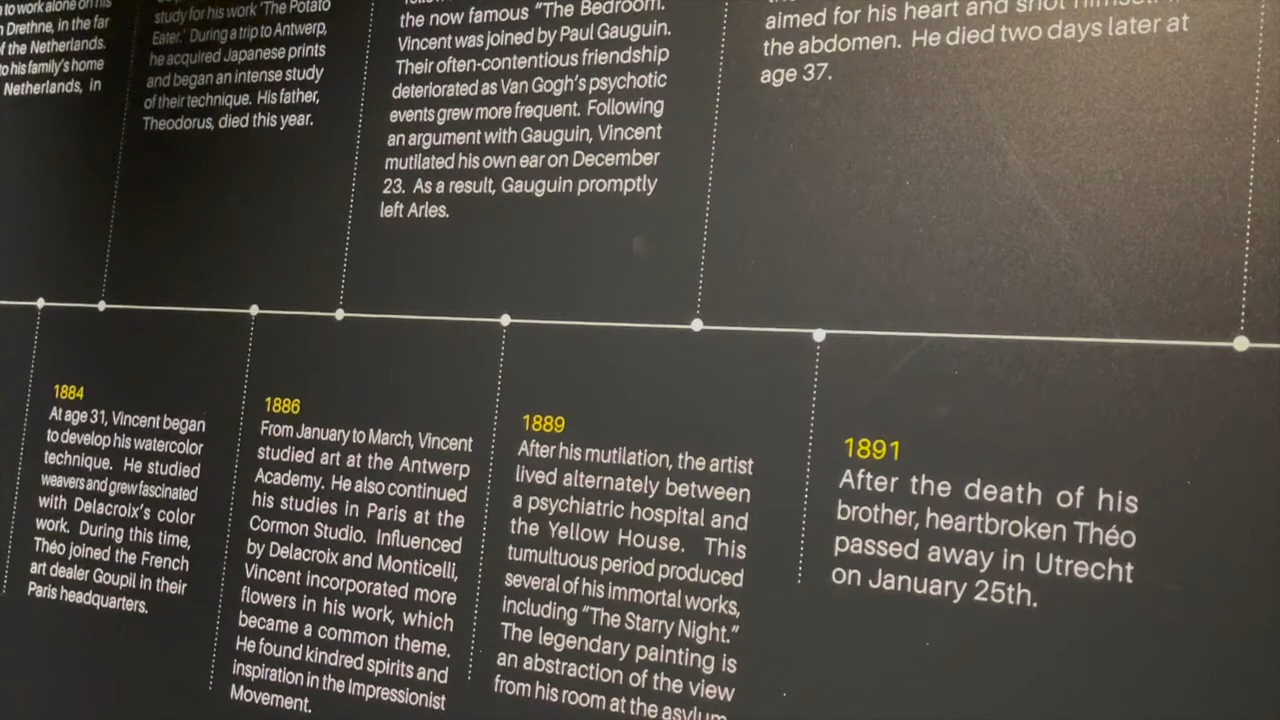 to work alone on his
Drethne, in the far
of the Netherlands.
to his family's home
Netherlands, in
study for his work 'The Potato
Eater.' During a trip to Antwerp,
he acquired Japanese prints
and began an intense study
of their technique. His father,
Theodorus, died this year.
the now famous "The Bedroom."
Vincent was joined by Paul Gauguin.
Their often-contentious friendship
deteriorated as Van Gogh's psychotic
events grew more frequent. Following
an argument with Gauguin, Vincent
mutilated his own ear on December
23. As a result, Gauguin promptly
left Arles.
aimed for his heart and shot himself
the abdomen. He died two days later at
age 37.
1884
At age 31, Vincent began
to develop his watercolor
technique. He studied
weavers and grew fascinated
with Delacroix's color
work. During this time,
Théo joined the French
art dealer Goupil in their
Paris headquarters.
1886
From January to March, Vincent
studied art at the Antwerp
Academy. He also continued
his studies in Paris at the
Cormon Studio. Influenced
by Delacroix and Monticelli,
Vincent incorporated more
flowers in his work, which
became a common theme.
He found kindred spirits and
inspiration in the Impressionist
Movement.
1889
After his mutilation, the artist
lived alternately between
a psychiatric hospital and
the Yellow House. This
tumultuous period produced
several of his immortal works,
including "The Starry Night."
The legendary painting is
an abstraction of the view
from his room at the asylum
1891
After the death of his
brother, heartbroken Théo
passed away in Utrecht
on January 25th.